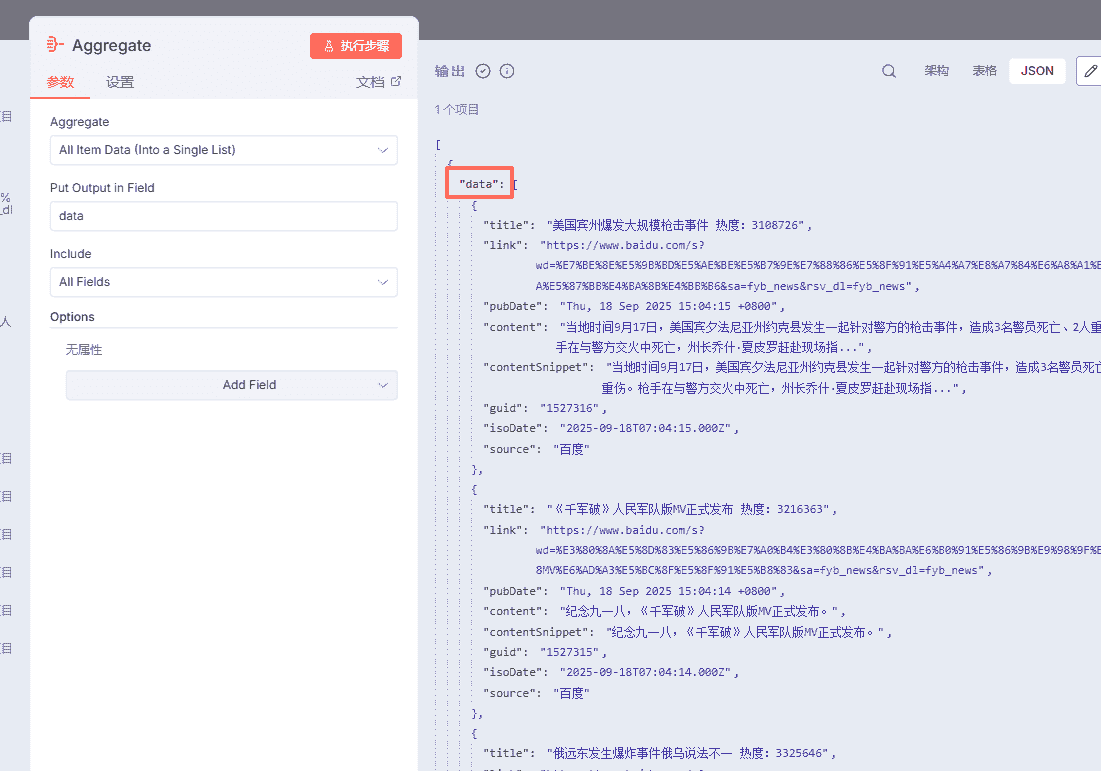 Aggregate
执行步骤
参数
设置
文档
Aggregate
All Item Data (Into a Single List)
Put Output in Field
data
Include
All Fields
Options
无属性
Add Field
目
%
_dl
人
目
目
目
目
目
目
输出
架构
表格
JSON
1 个项目
[
{
"data": [
{
"title": "美国宾州爆发大规模枪击事件 热度: 3108726",
"link": "https://www.baidu.com/s?
wd=%E7%BE%8E%E5%9B%BD%E5%AE%BE%E5%B7%9E%E7%88%86%E5%8F%91%E5%A4%A7%E8%A7%84%E6%A8%A1%E
A%E5%87%BB%E4%BA%8B%E4%BB%B6&sa=fyb_news&rsv_dl=fyb_news",
"pubDate": "Thu, 18 Sep 2025 15:04:15 +0800",
"content": "当地时间9月17日，美国宾夕法尼亚州约克县发生一起针对警方的枪击事件，造成3名警员死亡、2人重
手在与警方交火中死亡，州长乔什·夏皮罗赶赴现场指...",
"contentSnippet": "当地时间9月17日，美国宾夕法尼亚州约克县发生一起针对警方的枪击事件，造成3名警员死亡
重伤。枪手在与警方交火中死亡，州长乔什·夏皮罗赶赴现场指...",
"guid": "1527316",
"isoDate": "2025-09-18T07:04:15.000Z",
"source": "百度"
},
{
"title": "《千军破》人民军队版MV正式发布 热度: 3216363",
"link": "https://www.baidu.com/s?
wd=%E3%80%8A%E5%8D%83%E5%86%9B%E7%A0%B4%E3%80%8B%E4%BA%BA%E6%B0%91%E5%86%9B%E9%98%9F%E
8MV%E6%AD%A3%E5%BC%8F%E5%8F%91%E5%B8%83&sa=fyb_news&rsv_dl=fyb_news",
"pubDate": "Thu, 18 Sep 2025 15:04:14 +0800",
"content": "纪念九一八，《千军破》人民军队版MV正式发布。",
"contentSnippet": "纪念九一八，《千军破》人民军队版MV正式发布。",
"guid": "1527315",
"isoDate": "2025-09-18T07:04:14.000Z",
"source": "百度"
},
{
"title": "俄远东发生爆炸事件俄乌说法不一 热度: 3325646",